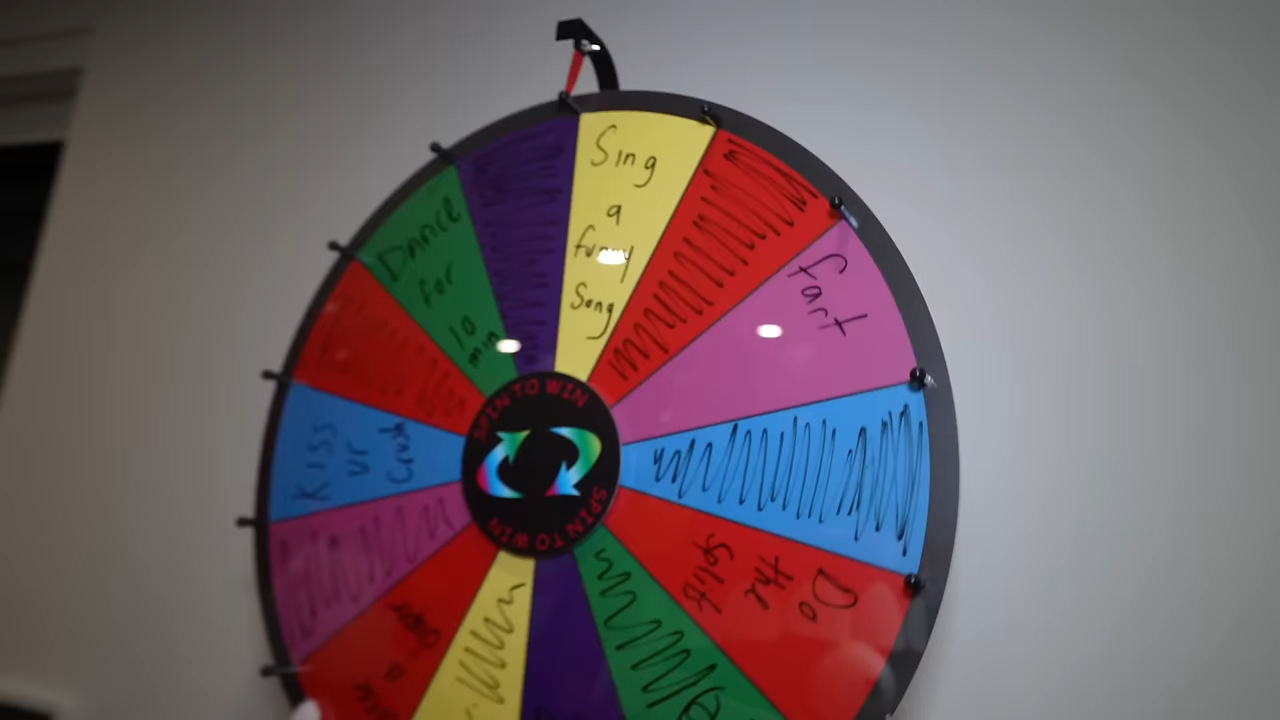 Sing
a
funny
Song
fart
Do
the
Splits
Kiss
ur
Crush
Dance
for
10
min
SPIN TO WIN
SPIN TO WIN